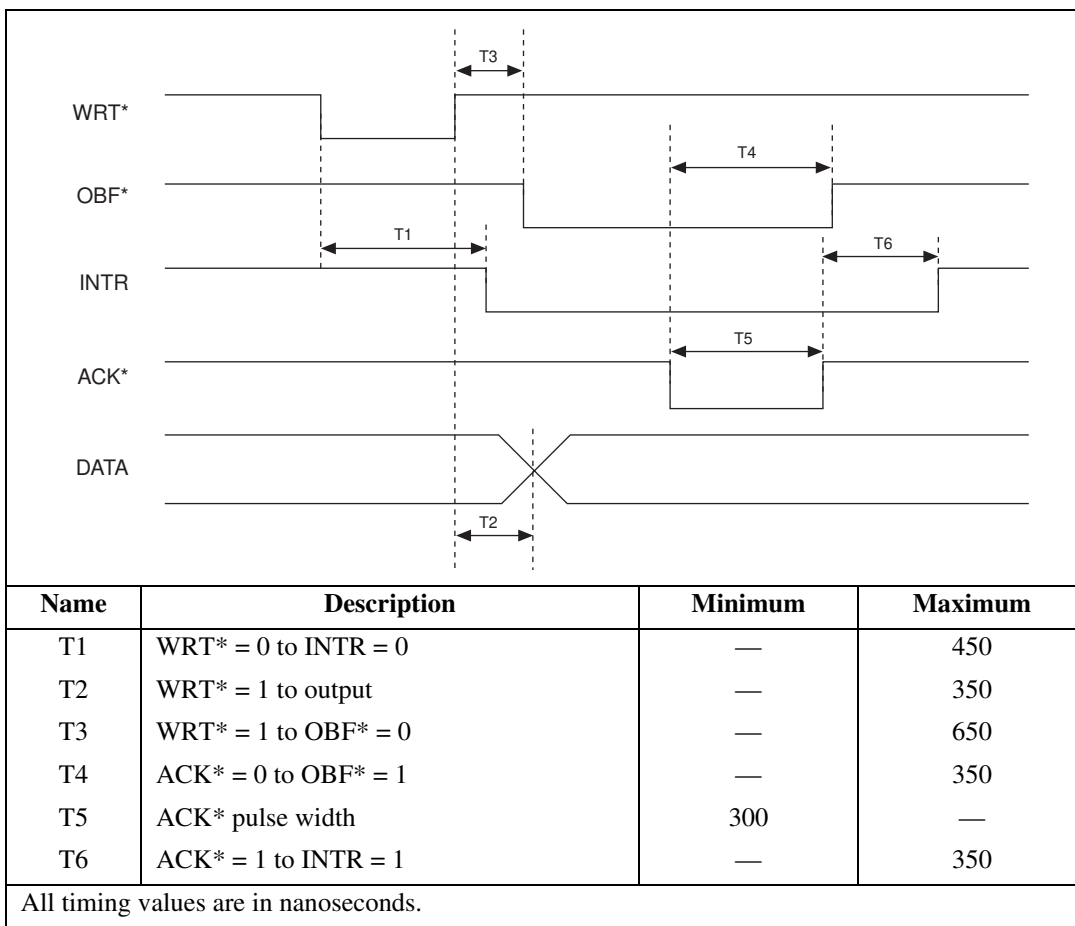 T3
WRT*
T4
OBF*
T1
T6
INTR
T5
ACK*
DATA
T2
Name Description Minimum Maximum
T1 WRT* = 0 to INTR = 0 — 450
T2 WRT* = 1 to output — 350
T3 WRT* = 1 to OBF* = 0 — 650
T4 ACK* = 0 to OBF* = 1 — 350
T5 ACK* pulse width 300 —
T6 ACK* = 1 to INTR = 1 — 350
All timing values are in nanoseconds.